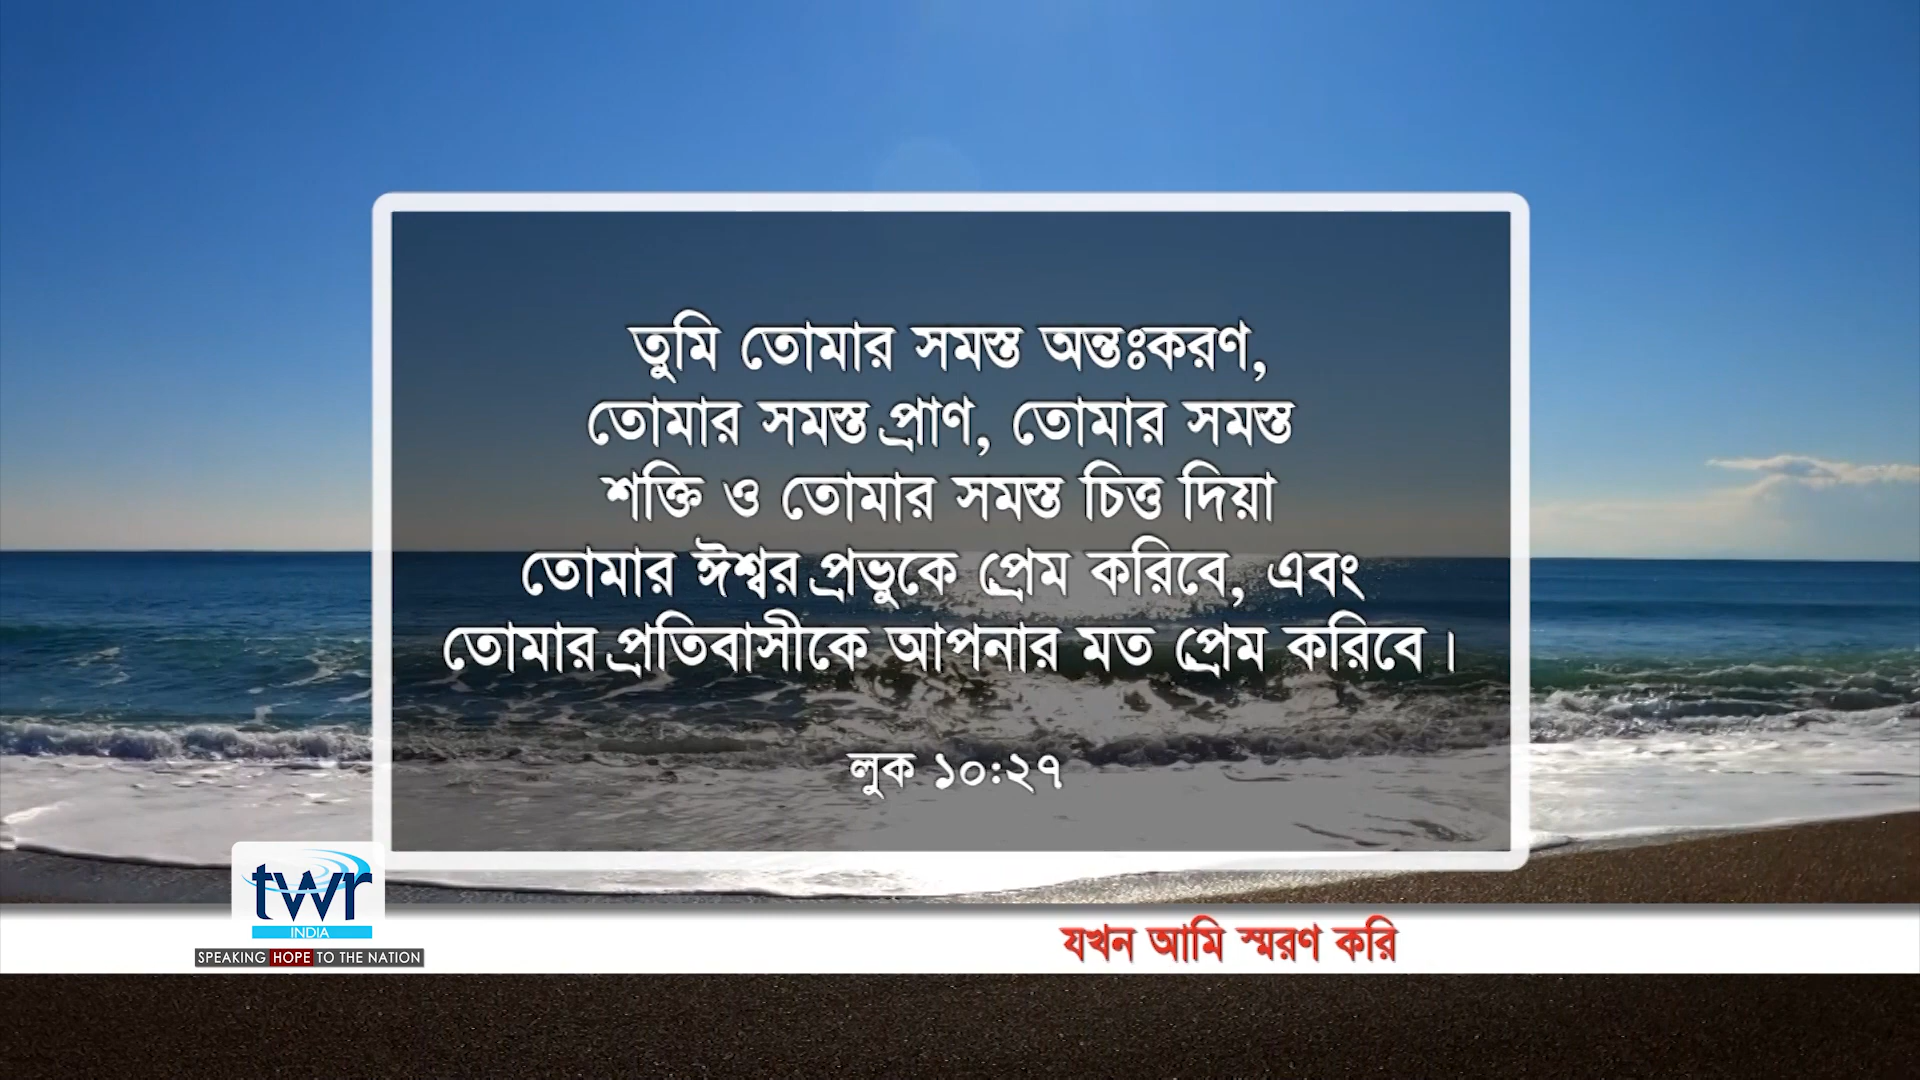 তুমি তোমার সমস্ত অন্তঃকরণ,
তোমার সমস্ত প্রাণ, তোমার সমস্ত
শক্তি ও তোমার সমস্ত চিত্ত দিয়া
তোমার ঈশ্বর প্রভুকে প্রেম করিবে, এবং
তোমার প্রতিবাসীকে আপনার মত প্রেম করিবে।
লুক ১০:২৭
twr
INDIA
SPEAKING HOPE TO THE NATION
যখন আমি স্মরণ করি